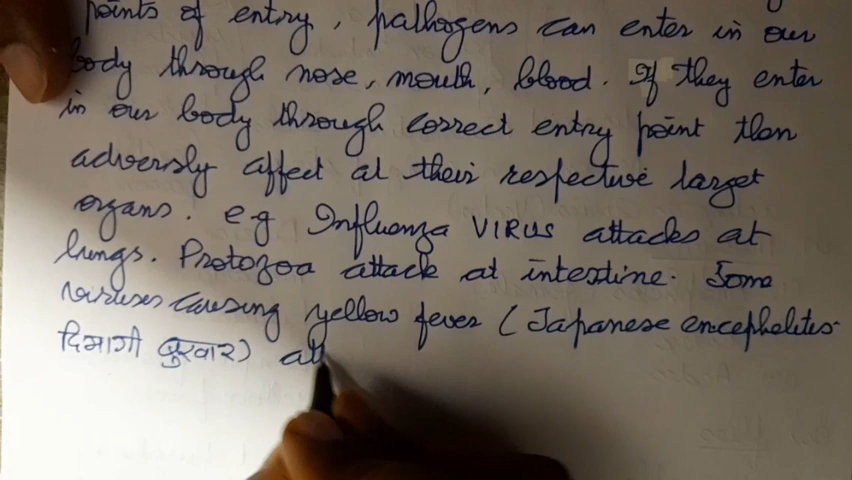 points of entry, pathogens can enter in our
body through nose, mouth, blood. If they enter
in our body through correct entry point then
adversly affect at their respective target
organs. e.g Influenza VIRUS attacks at
lungs. Protozoa attack at intestine. Some
viruses causing yellow fever (Japanese encephelites-
दिमागी बुखार) att